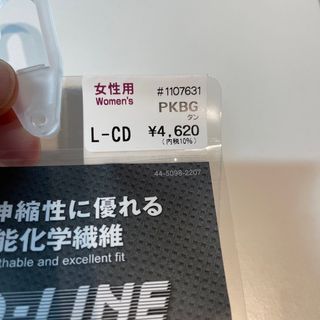 女性用 #1107631
Women's PKBG
タン
L-CD ¥4,620
(内税10%)
44-5098-2207
伸縮性に優れる
能化学繊維
thable and excellent fit
-LINE